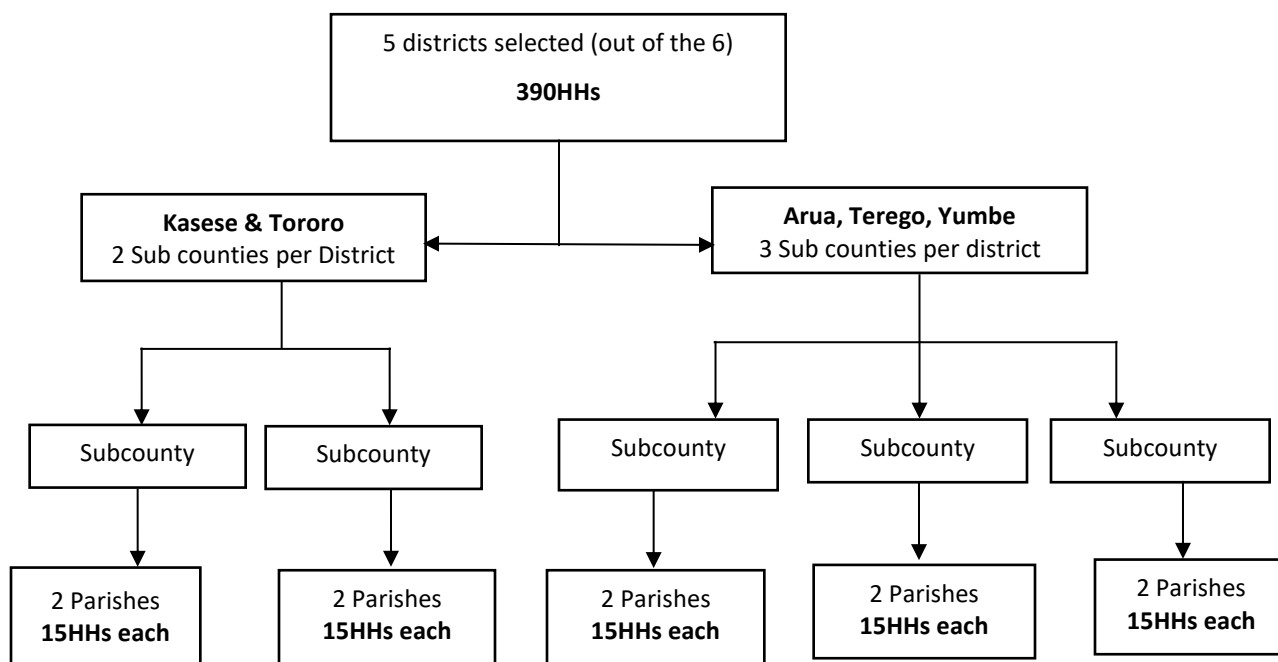 5 districts selected (out of the 6)
390HHs
Kasese & Tororo
2 Sub counties per District
Arua, Terego, Yumbe
3 Sub counties per district
Subcounty
Subcounty
Subcounty
Subcounty
Subcounty
2 Parishes
15HHs each
2 Parishes
15HHs each
2 Parishes
15HHs each
2 Parishes
15HHs each
2 Parishes
15HHs each